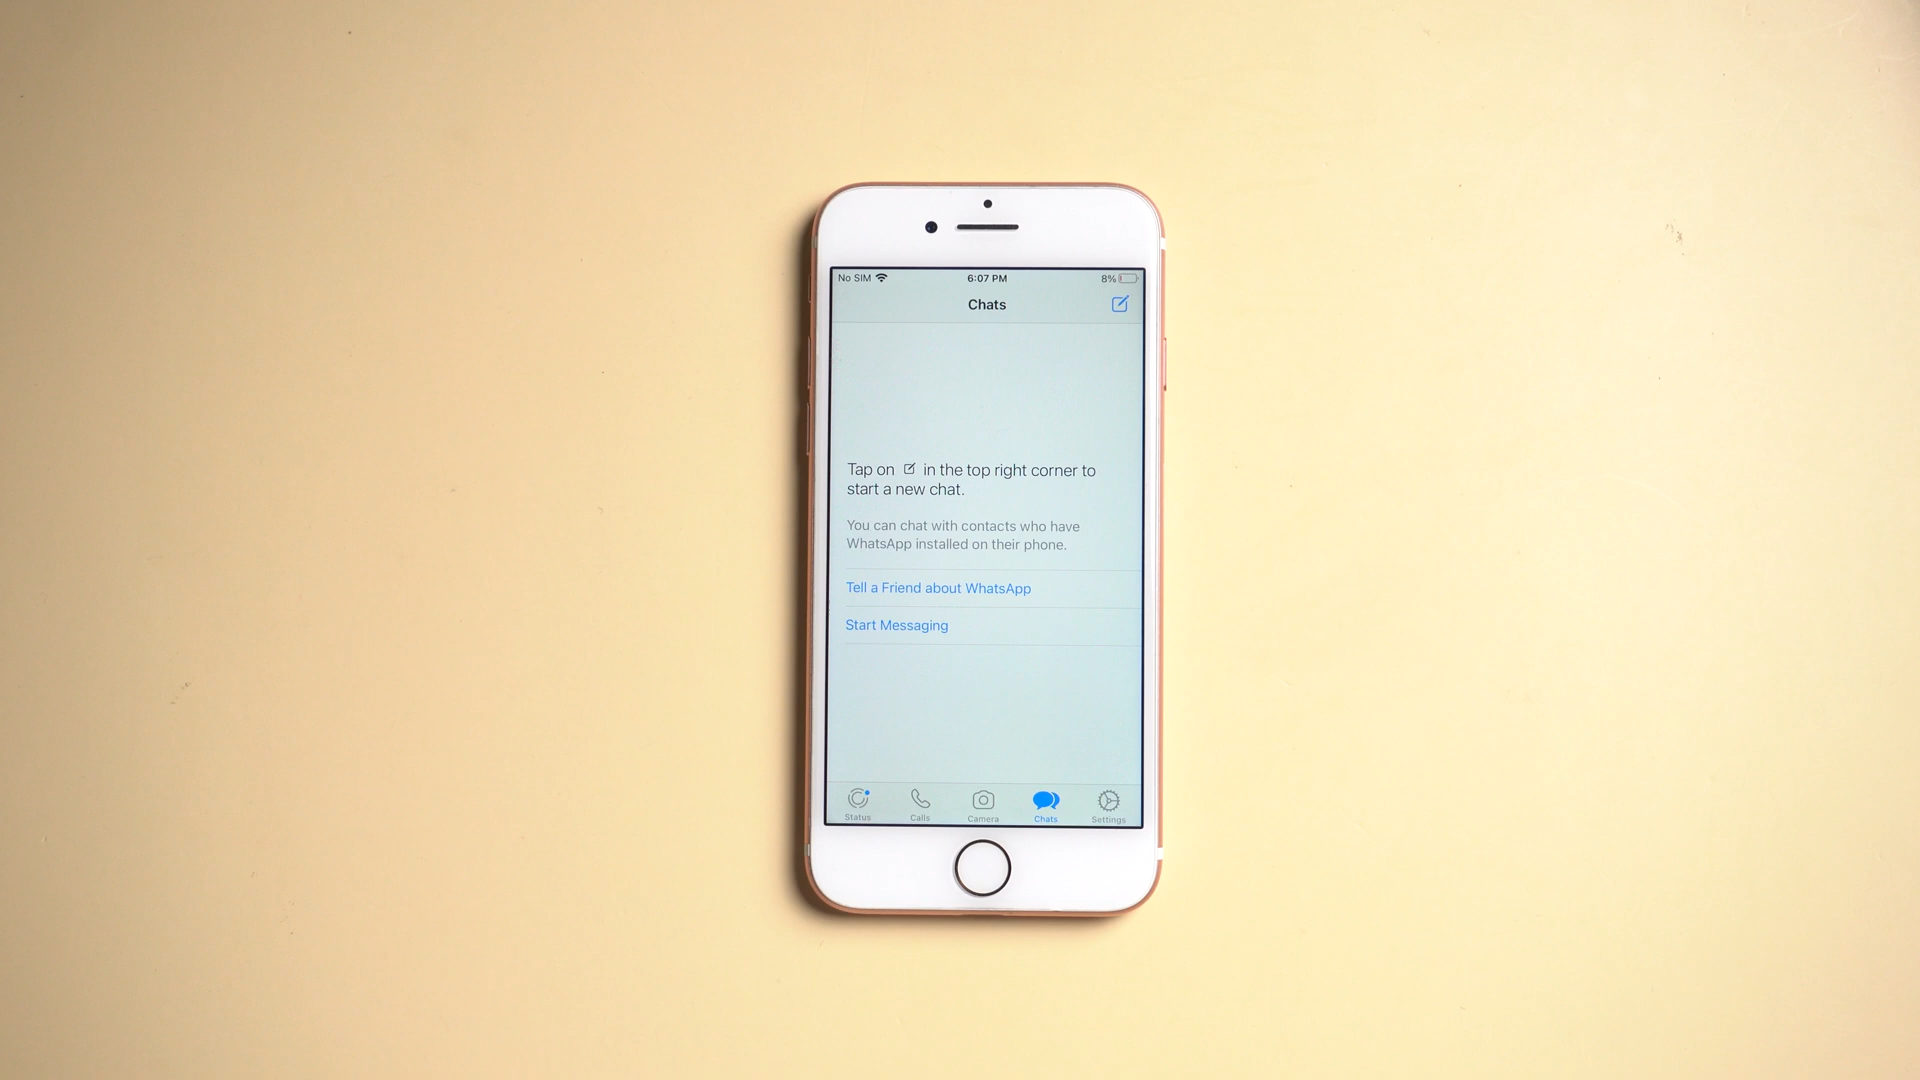 No SIM 6:07 PM 8%
Chats
Tap on in the top right corner to
start a new chat.
You can chat with contacts who have
WhatsApp installed on their phone.
Tell a Friend about WhatsApp
Start Messaging
Status Calls Camera Chats Settings